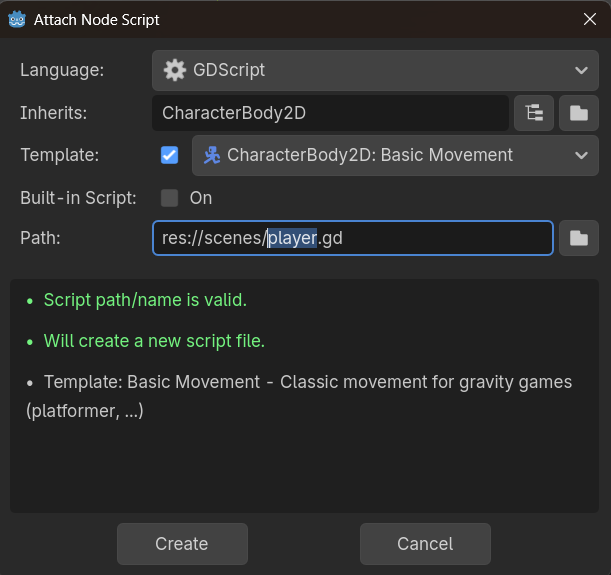 Attach Node Script
Language: GDScript
Inherits: CharacterBody2D
Template: CharacterBody2D: Basic Movement
Built-in Script: On
Path: res://scenes/player.gd
• Script path/name is valid.
• Will create a new script file.
• Template: Basic Movement - Classic movement for gravity games
(platformer, ...)
Create Cancel